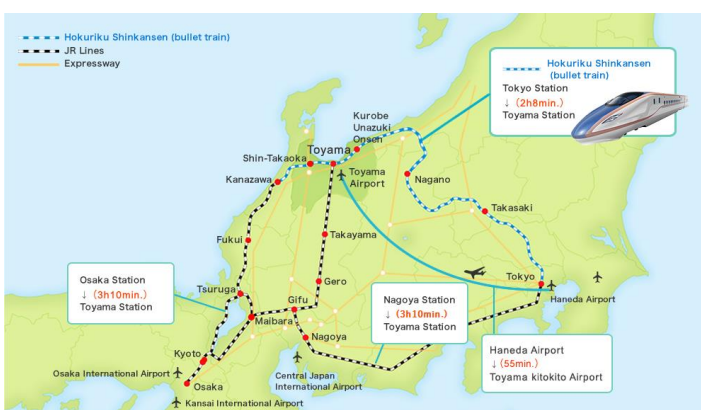 Hokuriku Shinkansen (bullet train)
JR Lines
Expressway
Hokuriku Shinkansen
(bullet train)
Tokyo Station
↓ (2h8min.)
Toyama Station
Kurobe
Unazuki
Onsen
Toyama
Shin-Takaoka
Toyama
Airport
Kanazawa
Nagano
Takasaki
Fukui
Takayama
Tokyo
Haneda Airport
Osaka Station
↓ (3h10min.)
Toyama Station
Tsuruga
Gero
Gifu
Maibara
Nagoya
Nagoya Station
↓ (3h10min.)
Toyama Station
Haneda Airport
↓ (55min.)
Toyama kitokito Airport
Kyoto
Osaka International Airport
Osaka
Central Japan
International Airport
Kansai International Airport